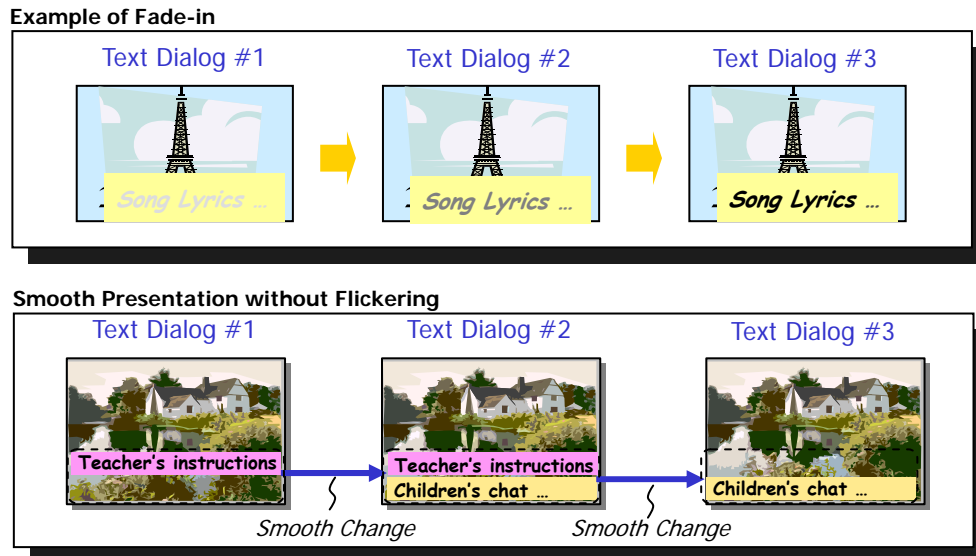 Example of Fade-in
Text Dialog #1
Text Dialog #2
Text Dialog #3
Song Lyrics ...
Song Lyrics ...
Song Lyrics ...
Smooth Presentation without Flickering
Text Dialog #1
Text Dialog #2
Text Dialog #3
Teacher's instructions
Teacher's instructions
Children's chat ...
Children's chat ...
Smooth Change
Smooth Change